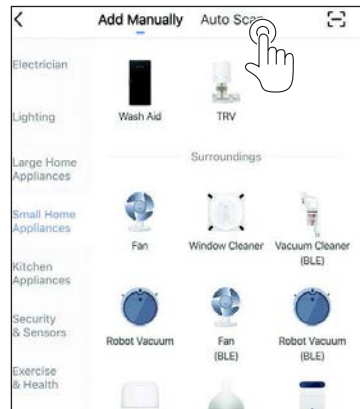 Add Manually Auto Scan
Electrician
Lighting
Large Home
Appliances
Small Home
Appliances
Kitchen
Appliances
Security
& Sensors
Exercise
& Health
Wash Aid TRV
Surroundings
Fan Window Cleaner Vacuum Cleaner
(BLE)
Robot Vacuum Fan
(BLE) Robot Vacuum
(BLE)